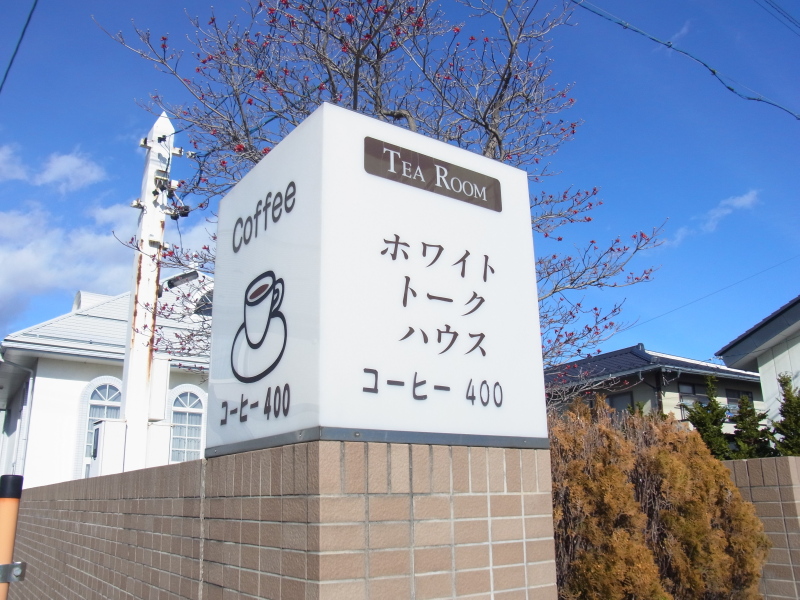 Coffee
コーヒー 400
TEA ROOM
ホワイト
トーク
ハウス
コーヒー 400